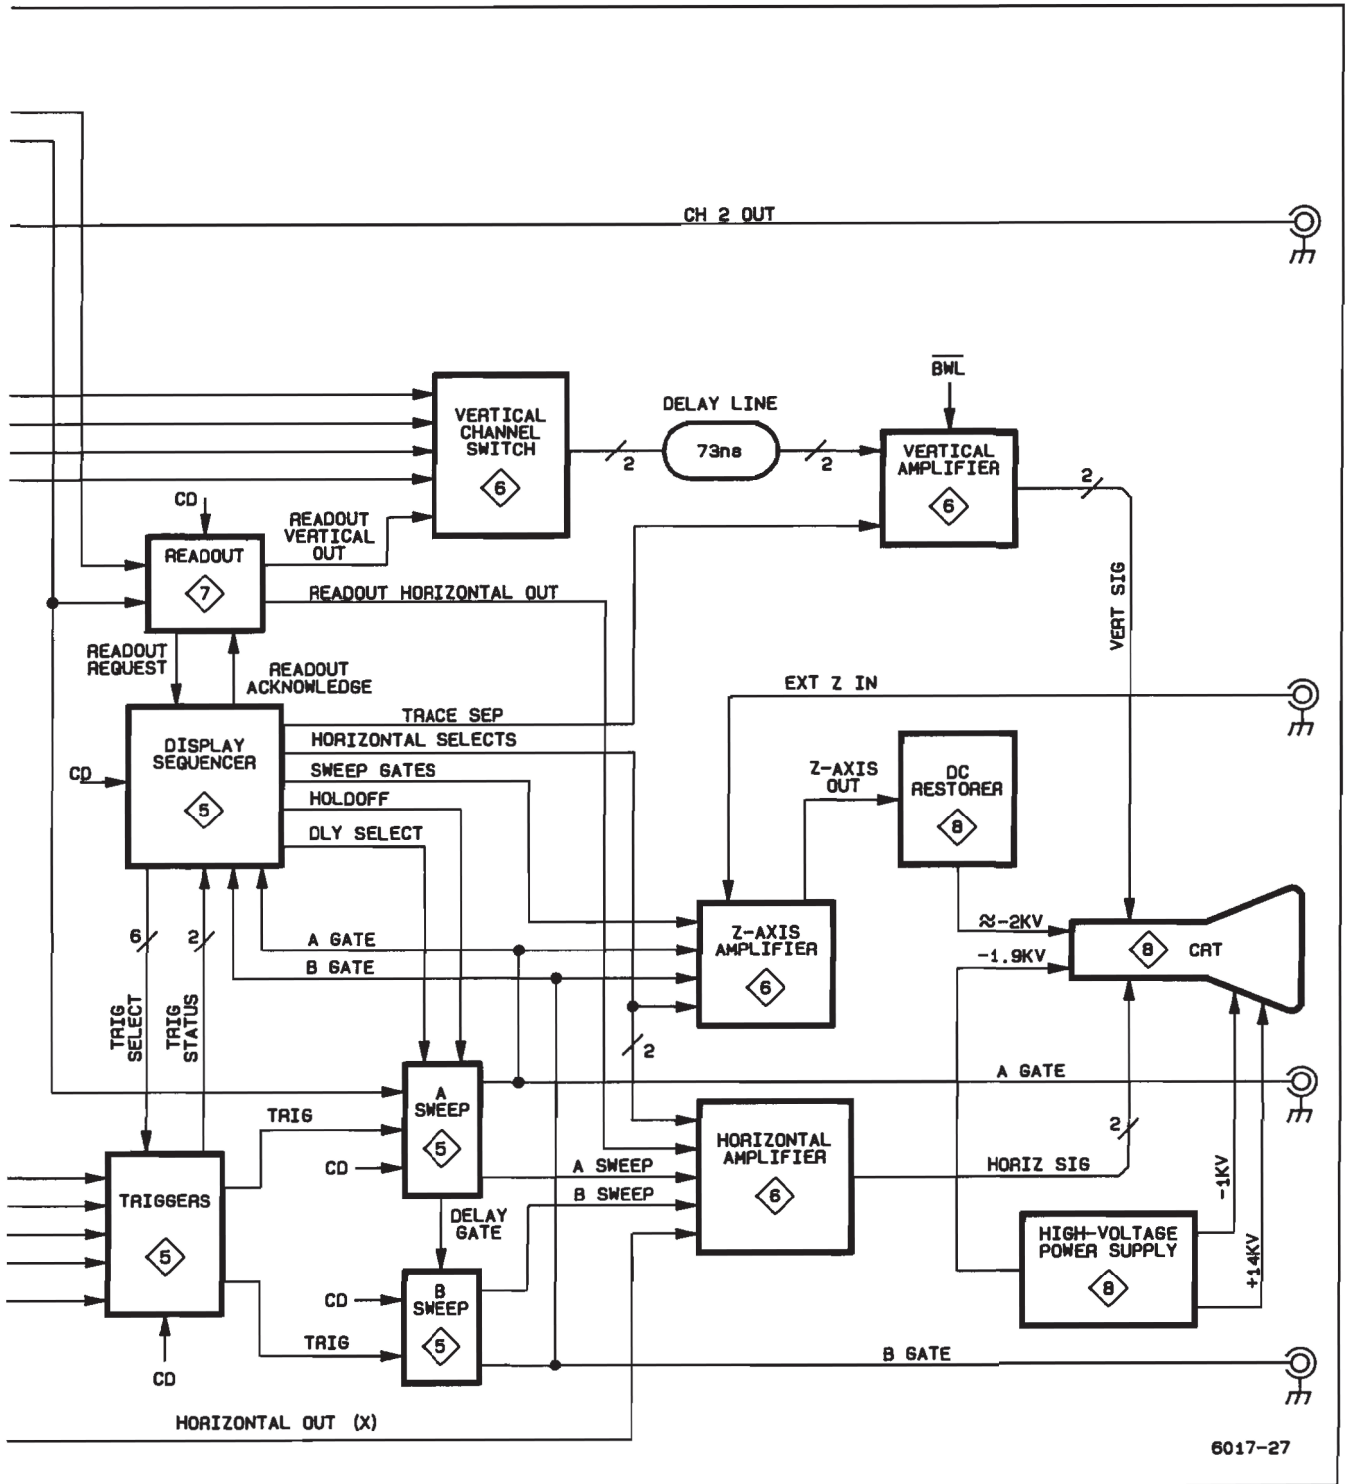 CH 2 OUT
BWL
DELAY LINE
73ns
VERTICAL
CHANNEL
SWITCH
6
2
2
VERTICAL
AMPLIFIER
6
2
CD
READOUT
VERTICAL
OUT
READOUT
7
READOUT HORIZONTAL OUT
VERT SIG
READOUT
REQUEST
READOUT
ACKNOWLEDGE
EXT Z IN
TRACE SEP
HORIZONTAL SELECTS
SWEEP GATES
HOLDOFF
DLY SELECT
DISPLAY
SEQUENCER
5
CD
Z-AXIS
OUT
DC
RESTORER
8
6
2
A GATE
B GATE
Z-AXIS
AMPLIFIER
6
≈-2KV
-1.9KV
8
CRT
TRIG
SELECT
TRIG
STATUS
2
A GATE
A
SWEEP
5
TRIG
CD
HORIZONTAL
AMPLIFIER
6
2
HORIZ SIG
A SWEEP
B SWEEP
TRIGGERS
5
DELAY
GATE
-1KV
+14KV
HIGH-VOLTAGE
POWER SUPPLY
8
CD
B
SWEEP
5
TRIG
B GATE
CD
HORIZONTAL OUT (X)
6017-27